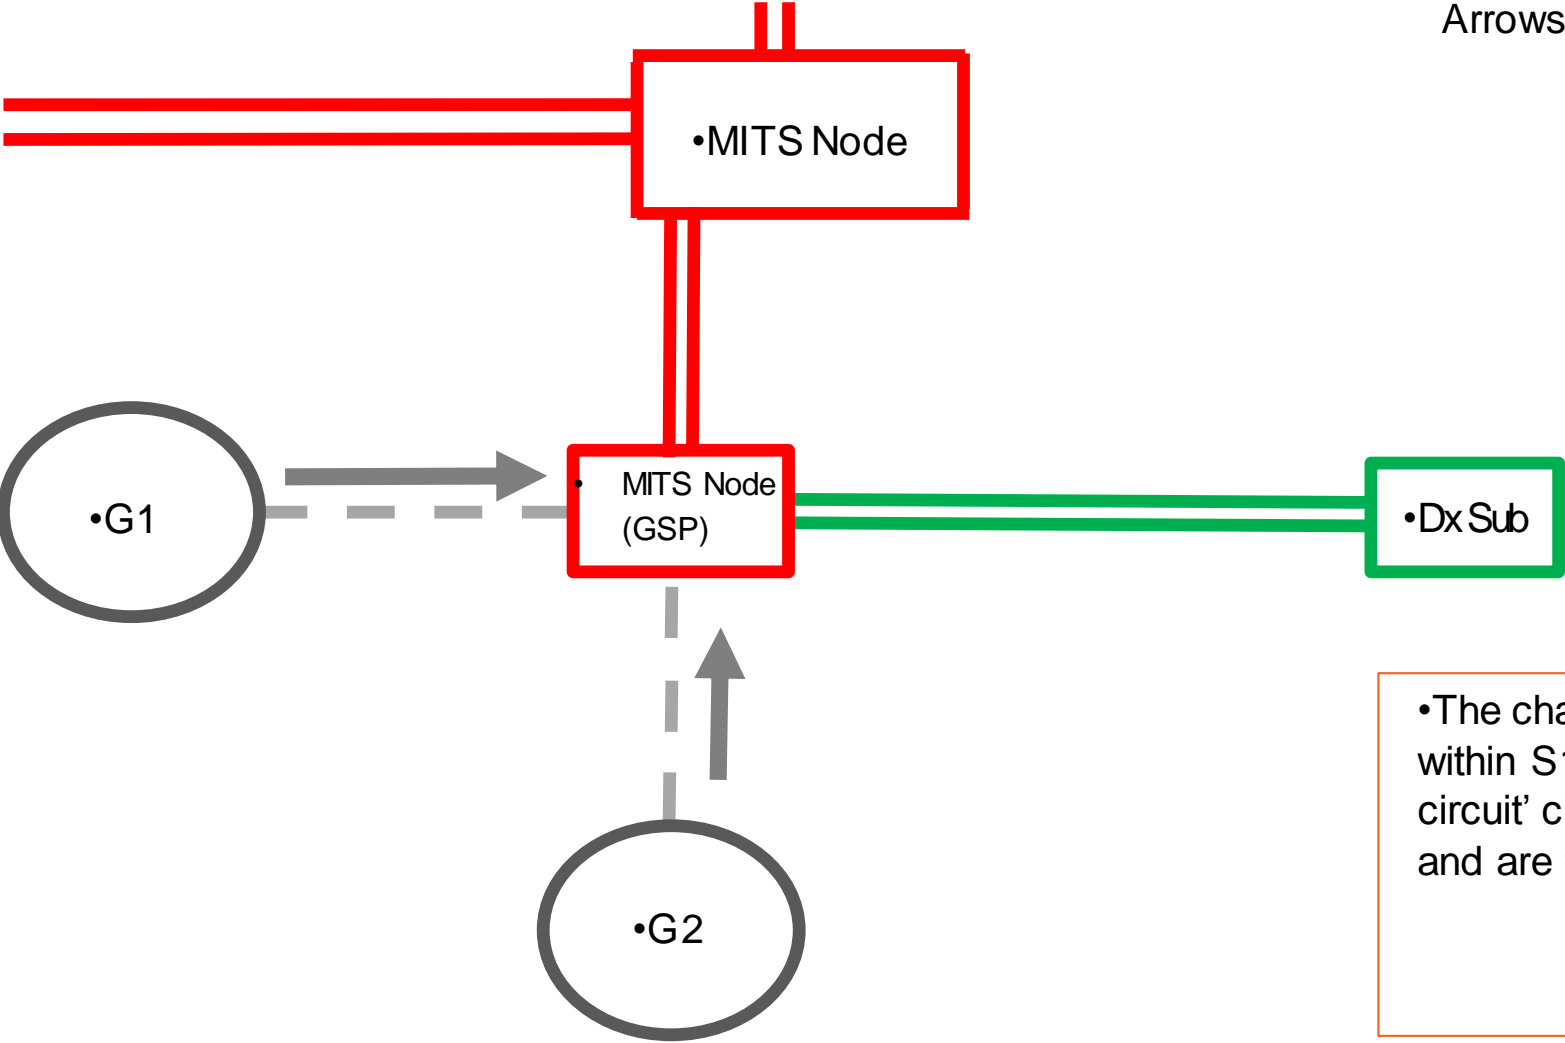 Arrows
•MITS Node
• MITS Node
(GSP)
•G1
•Dx Sub
•The cha
within S
circuit’ c
and are
•G2